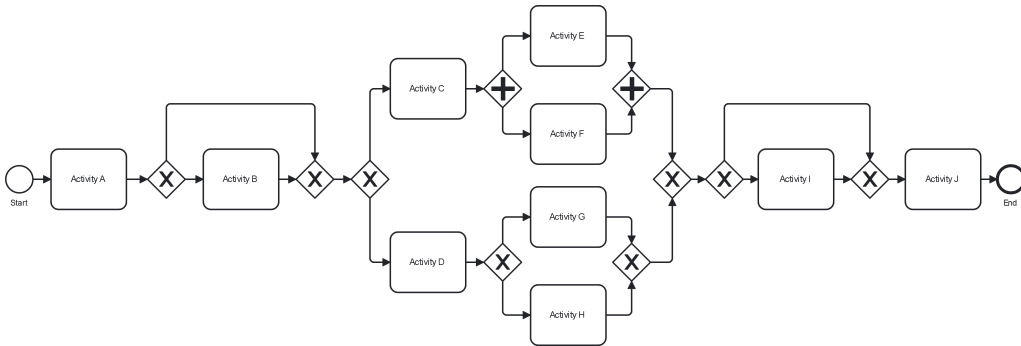 Start
Activity A
Activity B
Activity C
Activity D
Activity E
Activity F
Activity G
Activity H
Activity I
Activity J
End